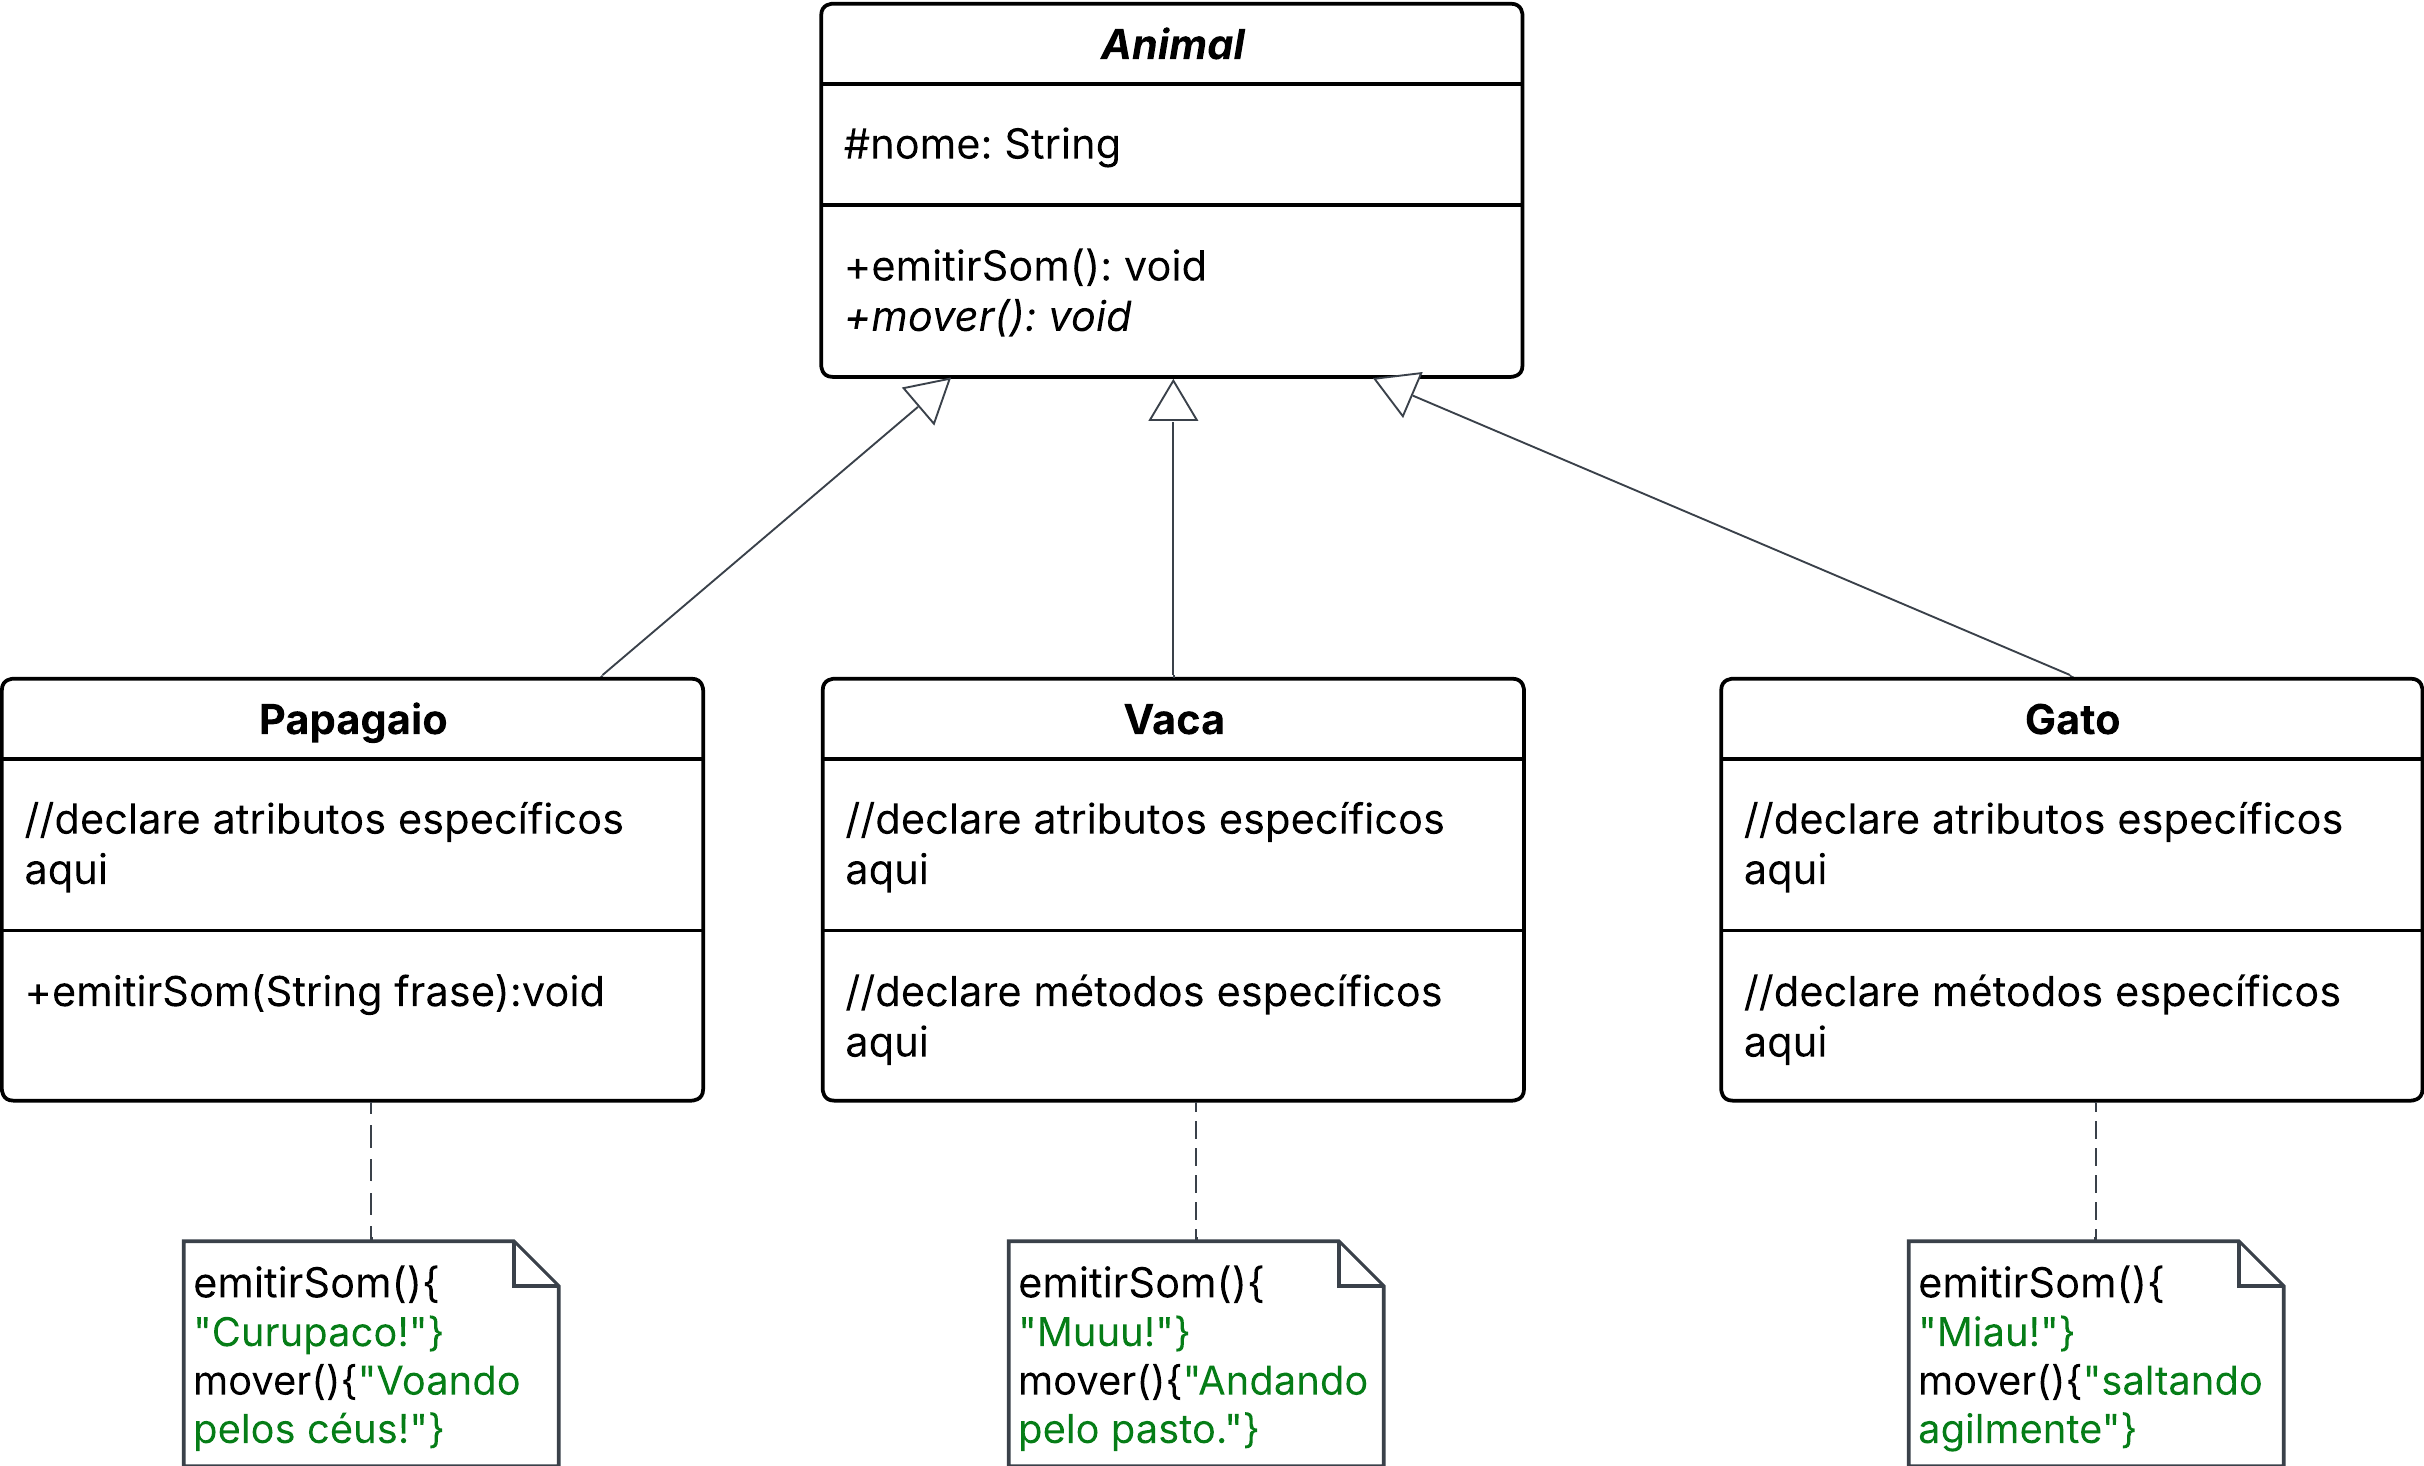 Animal
#nome: String
+emitirSom(): void
+mover(): void
Papagaio
//declare atributos específicos
aqui
+emitirSom(String frase):void
Vaca
//declare atributos específicos
aqui
//declare métodos específicos
aqui
Gato
//declare atributos específicos
aqui
//declare métodos específicos
aqui
emitirSom(){
"Curupaco!"}
mover(){"Voando
pelos céus!"}
emitirSom(){
"Muuu!"}
mover(){"Andando
pelo pasto."}
emitirSom(){
"Miau!"}
mover(){"saltando
agilmente"}